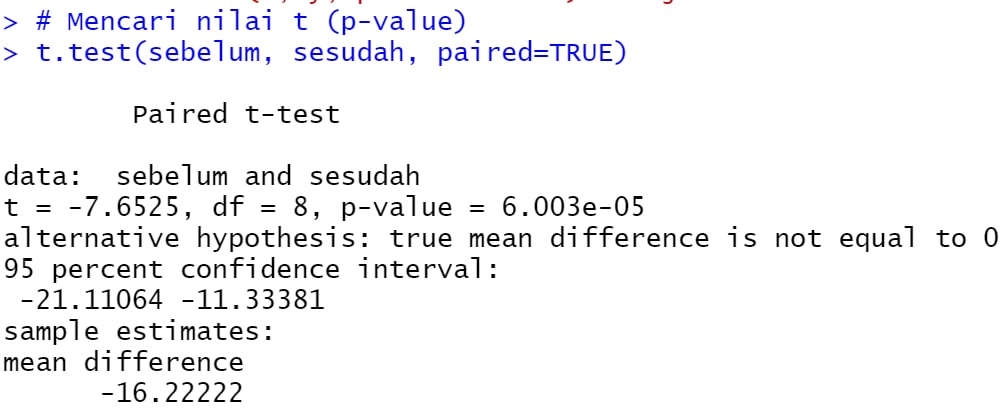 > # Mencari nilai t (p-value)
> t.test(sebelum, sesudah, paired=TRUE)
Paired t-test
data:  sebelum and sesudah
t = -7.6525, df = 8, p-value = 6.003e-05
alternative hypothesis: true mean difference is not equal to 0
95 percent confidence interval:
-21.11064 -11.33381
sample estimates:
mean difference
-16.22222